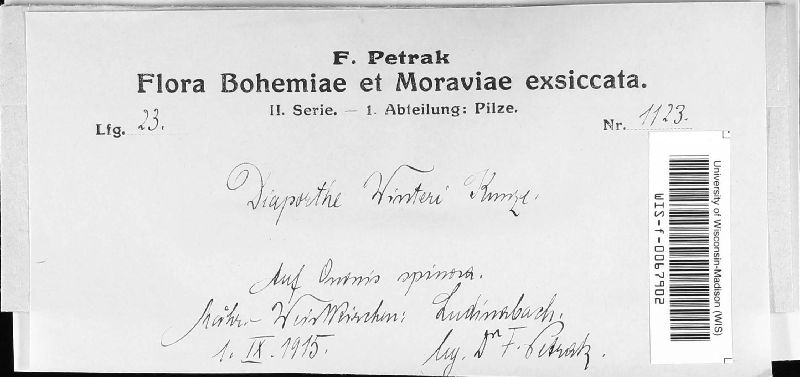 F. Petrak
Flora Bohemiae et Moraviae exsiccata.
II. Serie. — 1. Abteilung: Pilze.
Lfg. 23.
Nr. 1123.
Diaporthe Winteri Kunze.
Auf Ononis spinosa.
Mähr.-Weisskirchen: Ludinabach.
1. IX. 1915.
leg. Dr F. Petrak.
University of Wisconsin-Madison (WIS)
WIS-f-0067902